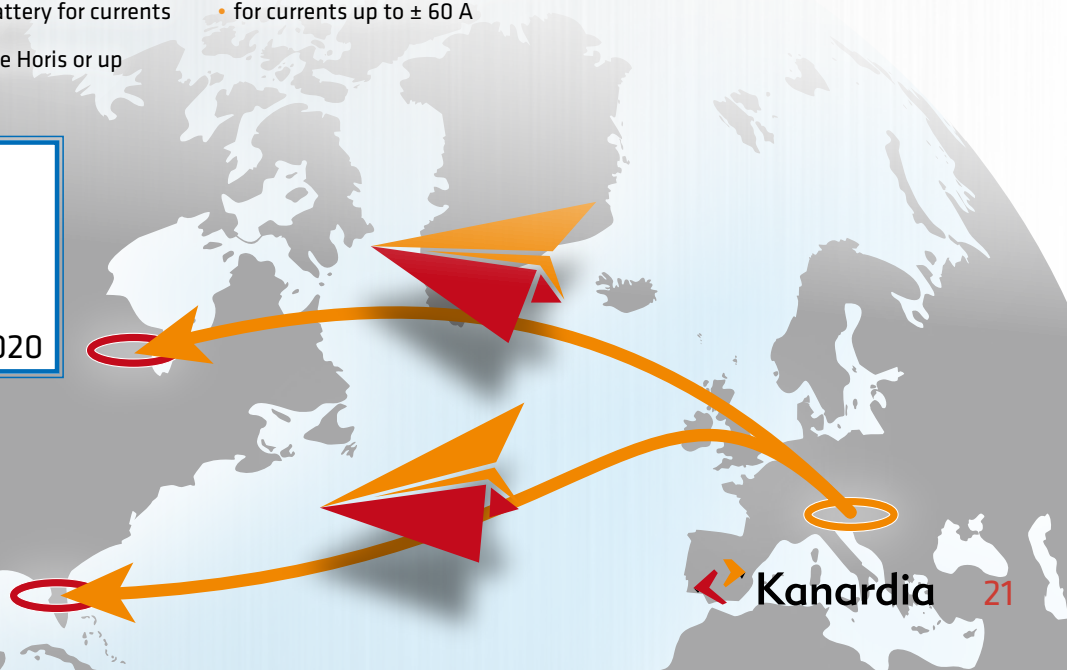 attery for currents
• for currents up to ± 60 A
e Horis or up
020
Kanardia 21